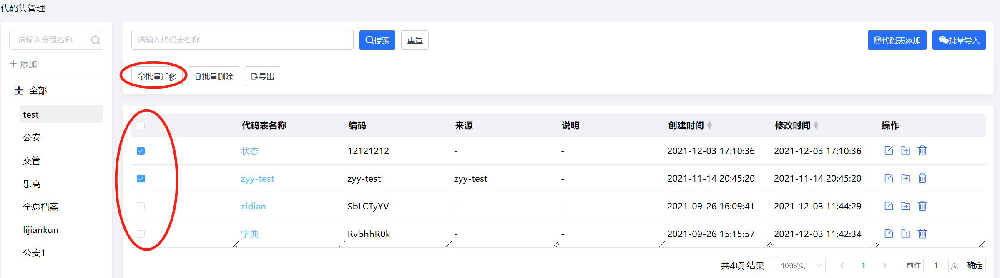 代码集管理
请输入分组名称
添加
全部
test
公安
交管
乐高
全息档案
lijiankun
公安1
请输入代码表名称
搜索
重置
代码表添加
批量导入
批量迁移
批量删除
导出
代码表名称 编码 来源 说明 创建时间 修改时间 操作
状态 12121212 - - 2021-12-03 17:10:36 2021-12-03 17:10:36
zyy-test zyy-test zyy-test - 2021-11-14 20:45:20 2021-11-14 20:45:20
zidian SbLCTyYV - - 2021-09-26 16:09:41 2021-12-03 11:44:29
字典 RvbhhR0k - - 2021-09-26 15:15:57 2021-12-03 11:42:34
共4项 结果 10条/页 1 前往 1 页 确定